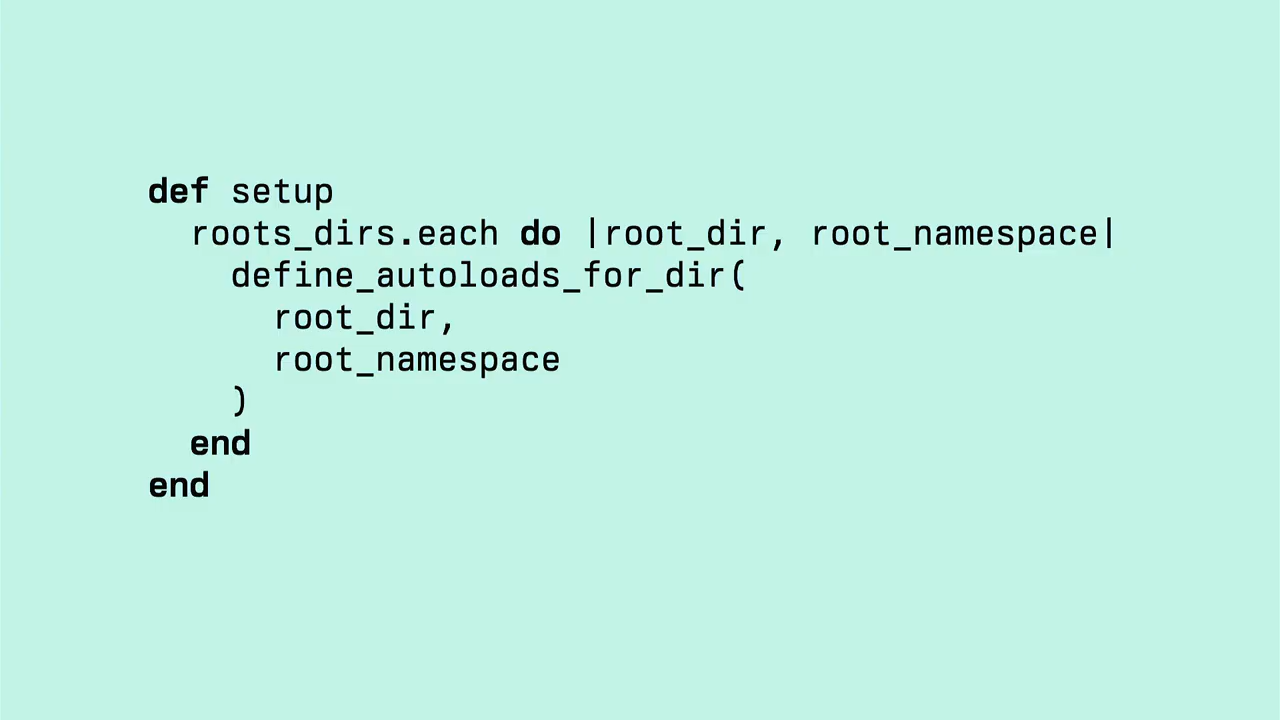 def setup
  roots_dirs.each do |root_dir, root_namespace|
    define_autoloads_for_dir(
      root_dir,
      root_namespace
    )
  end
end